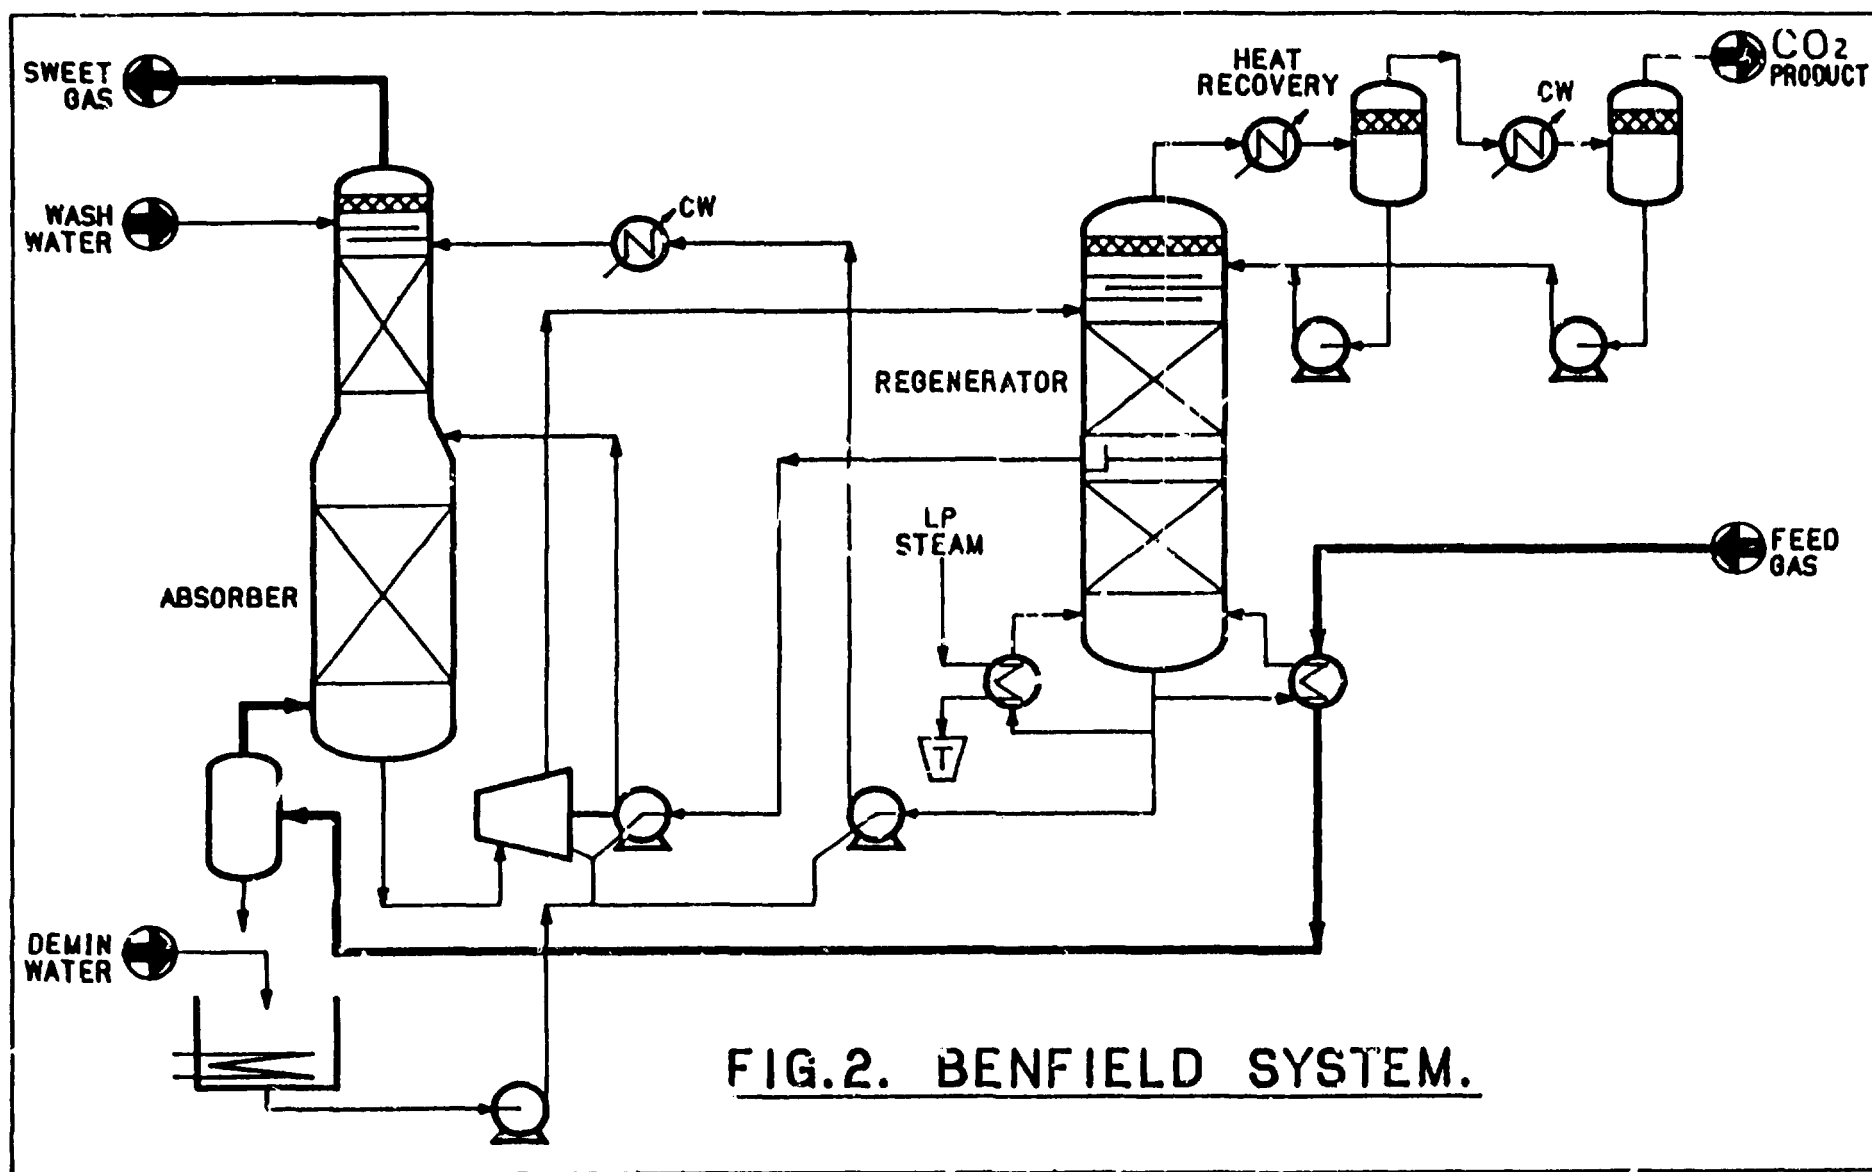 SWEET
GAS
WASH
WATER
CW
HEAT
RECOVERY
CW
CO2
PRODUCT
REGENERATOR
LP
STEAM
FEED
GAS
ABSORBER
T
DEMIN
WATER
FIG.2. BENFIELD SYSTEM.